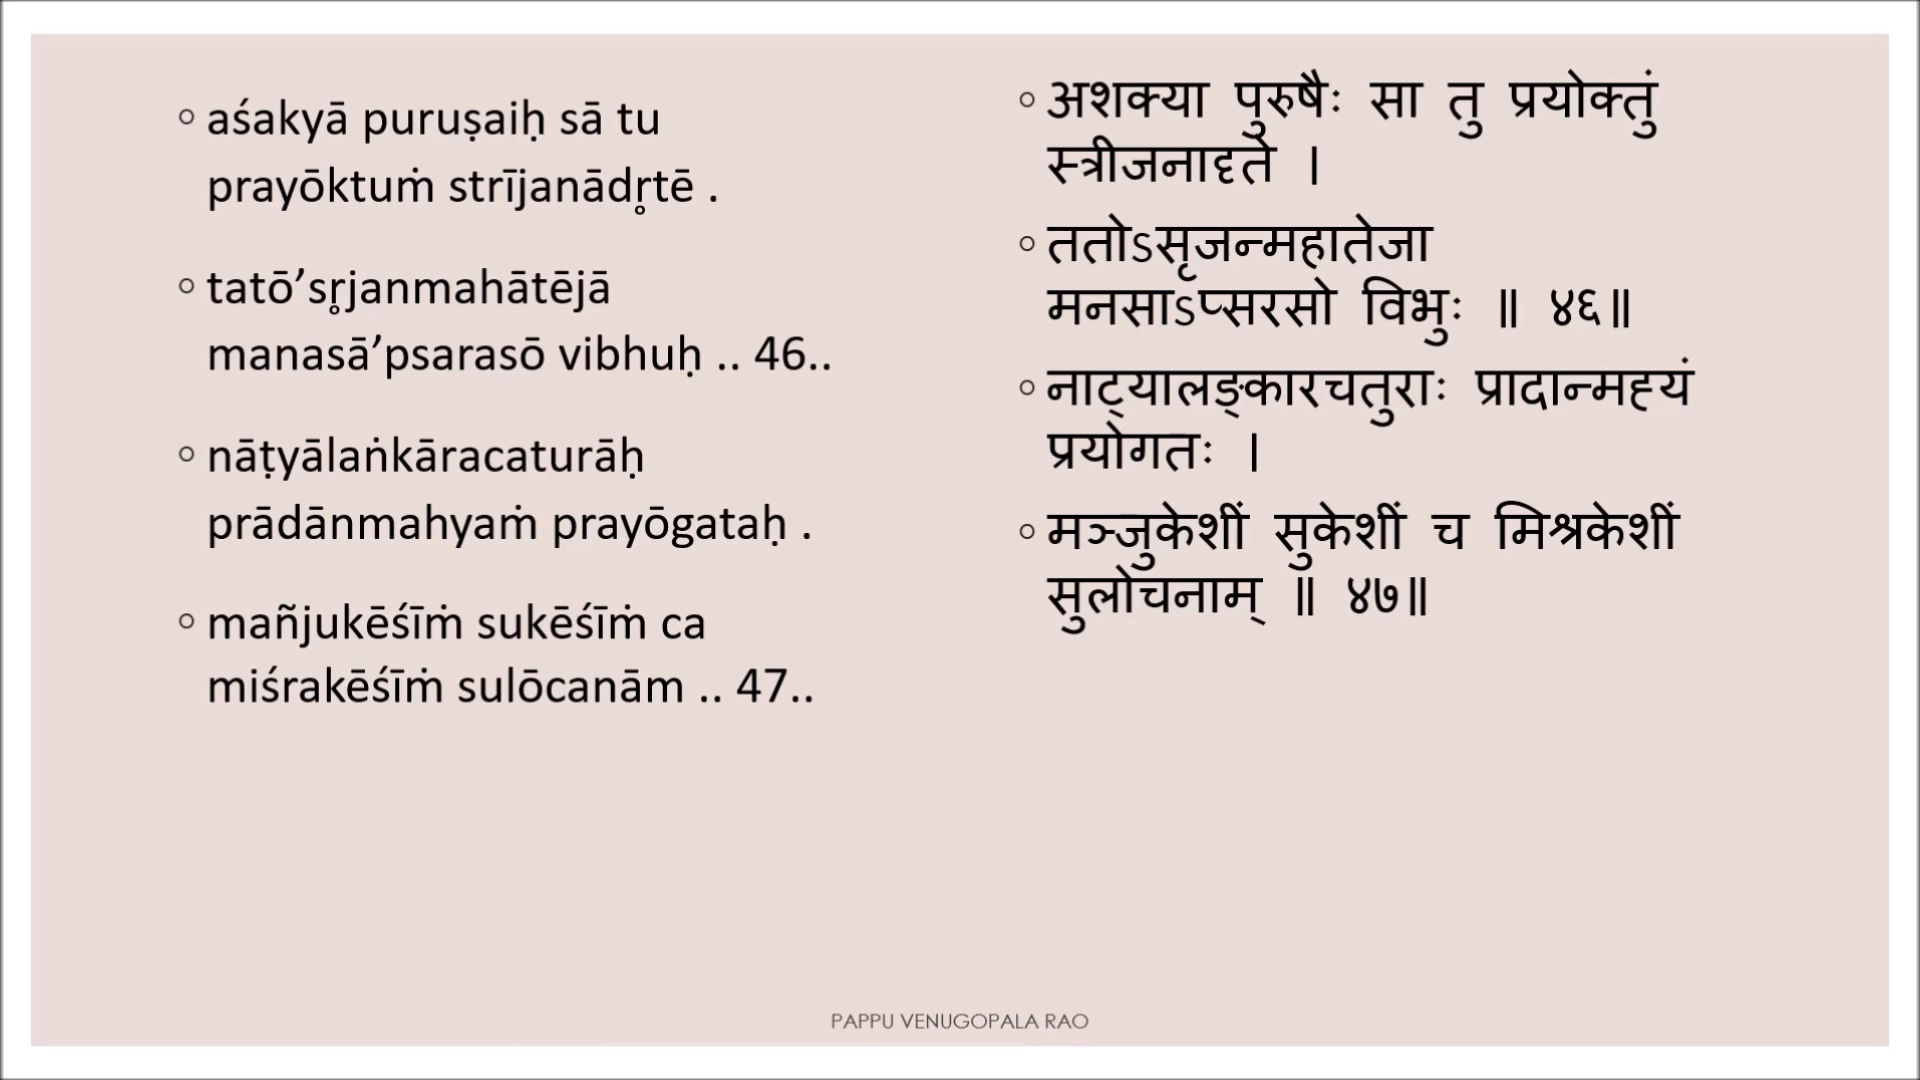 ◦ aśakyā puruṣaiḥ sā tu
prayōktuṁ strījanādr̥tē .
◦ tatō’sr̥janmahātējā
manasā’psarasō vibhuḥ .. 46..
◦ nāṭyālaṅkāracaturāḥ
prādānmahyaṁ prayōgataḥ .
◦ mañjukēśīṁ sukēśīṁ ca
miśrakēśīṁ sulōcanām .. 47..
◦ अशक्या पुरुषैः सा तु प्रयोक्तुं
स्त्रीजनादृते ।
◦ ततोऽसृजन्महातेजा
मनसाऽप्सरसो विभुः ॥ ४६॥
◦ नाट्यालङ्कारचतुराः प्रादान्मह्यं
प्रयोगतः ।
◦ मञ्जुकेशीं सुकेशीं च मिश्रकेशीं
सुलोचनाम् ॥ ४७॥
PAPPU VENUGOPALA RAO